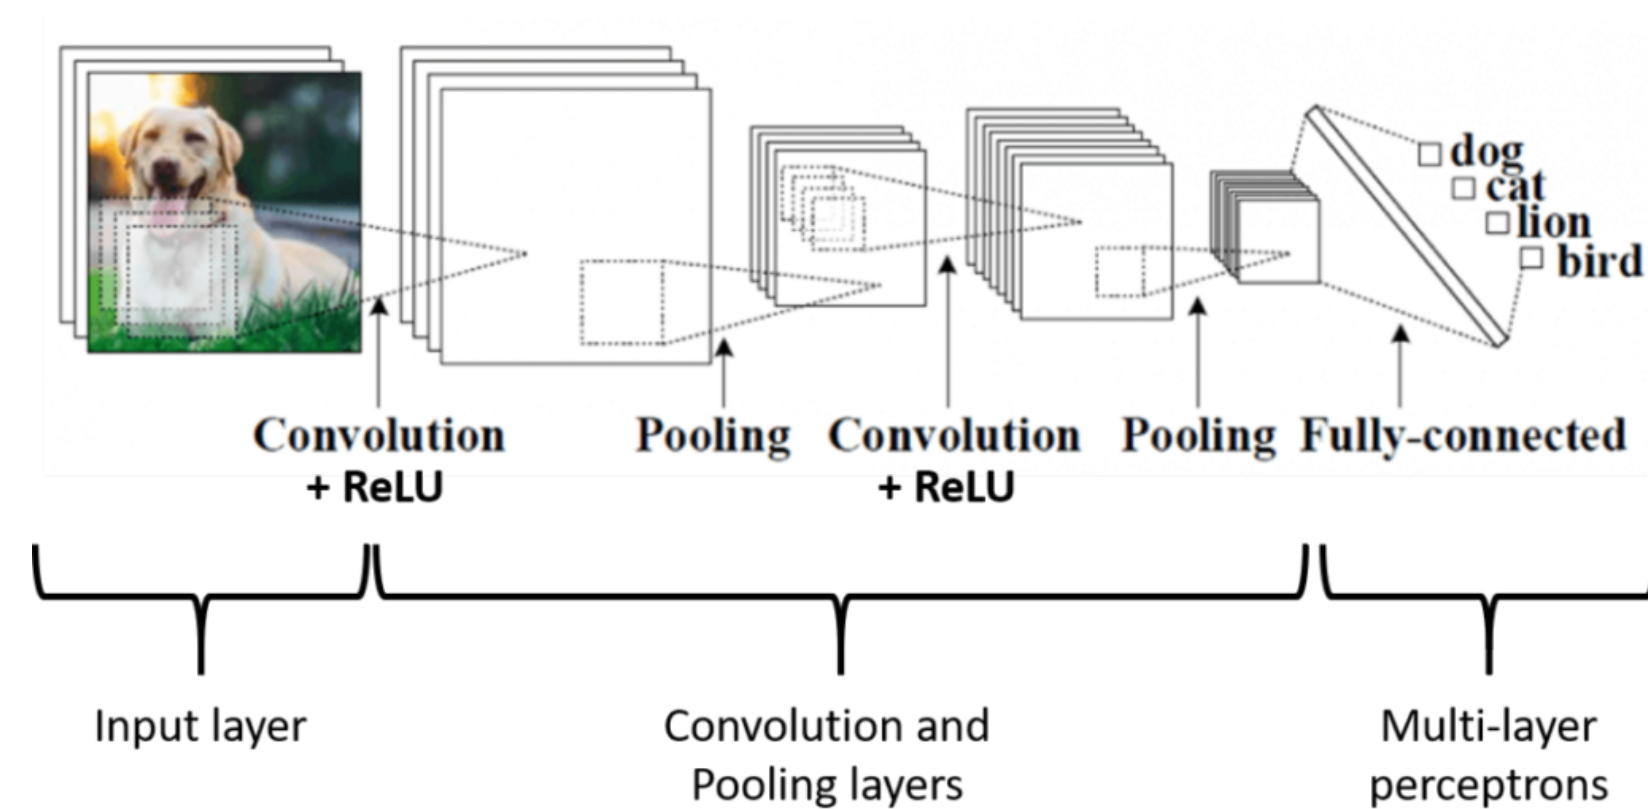 dog
cat
lion
bird
Convolution Pooling Convolution Pooling Fully-connected
+ ReLU + ReLU
Input layer
Convolution and
Pooling layers
Multi-layer
perceptrons